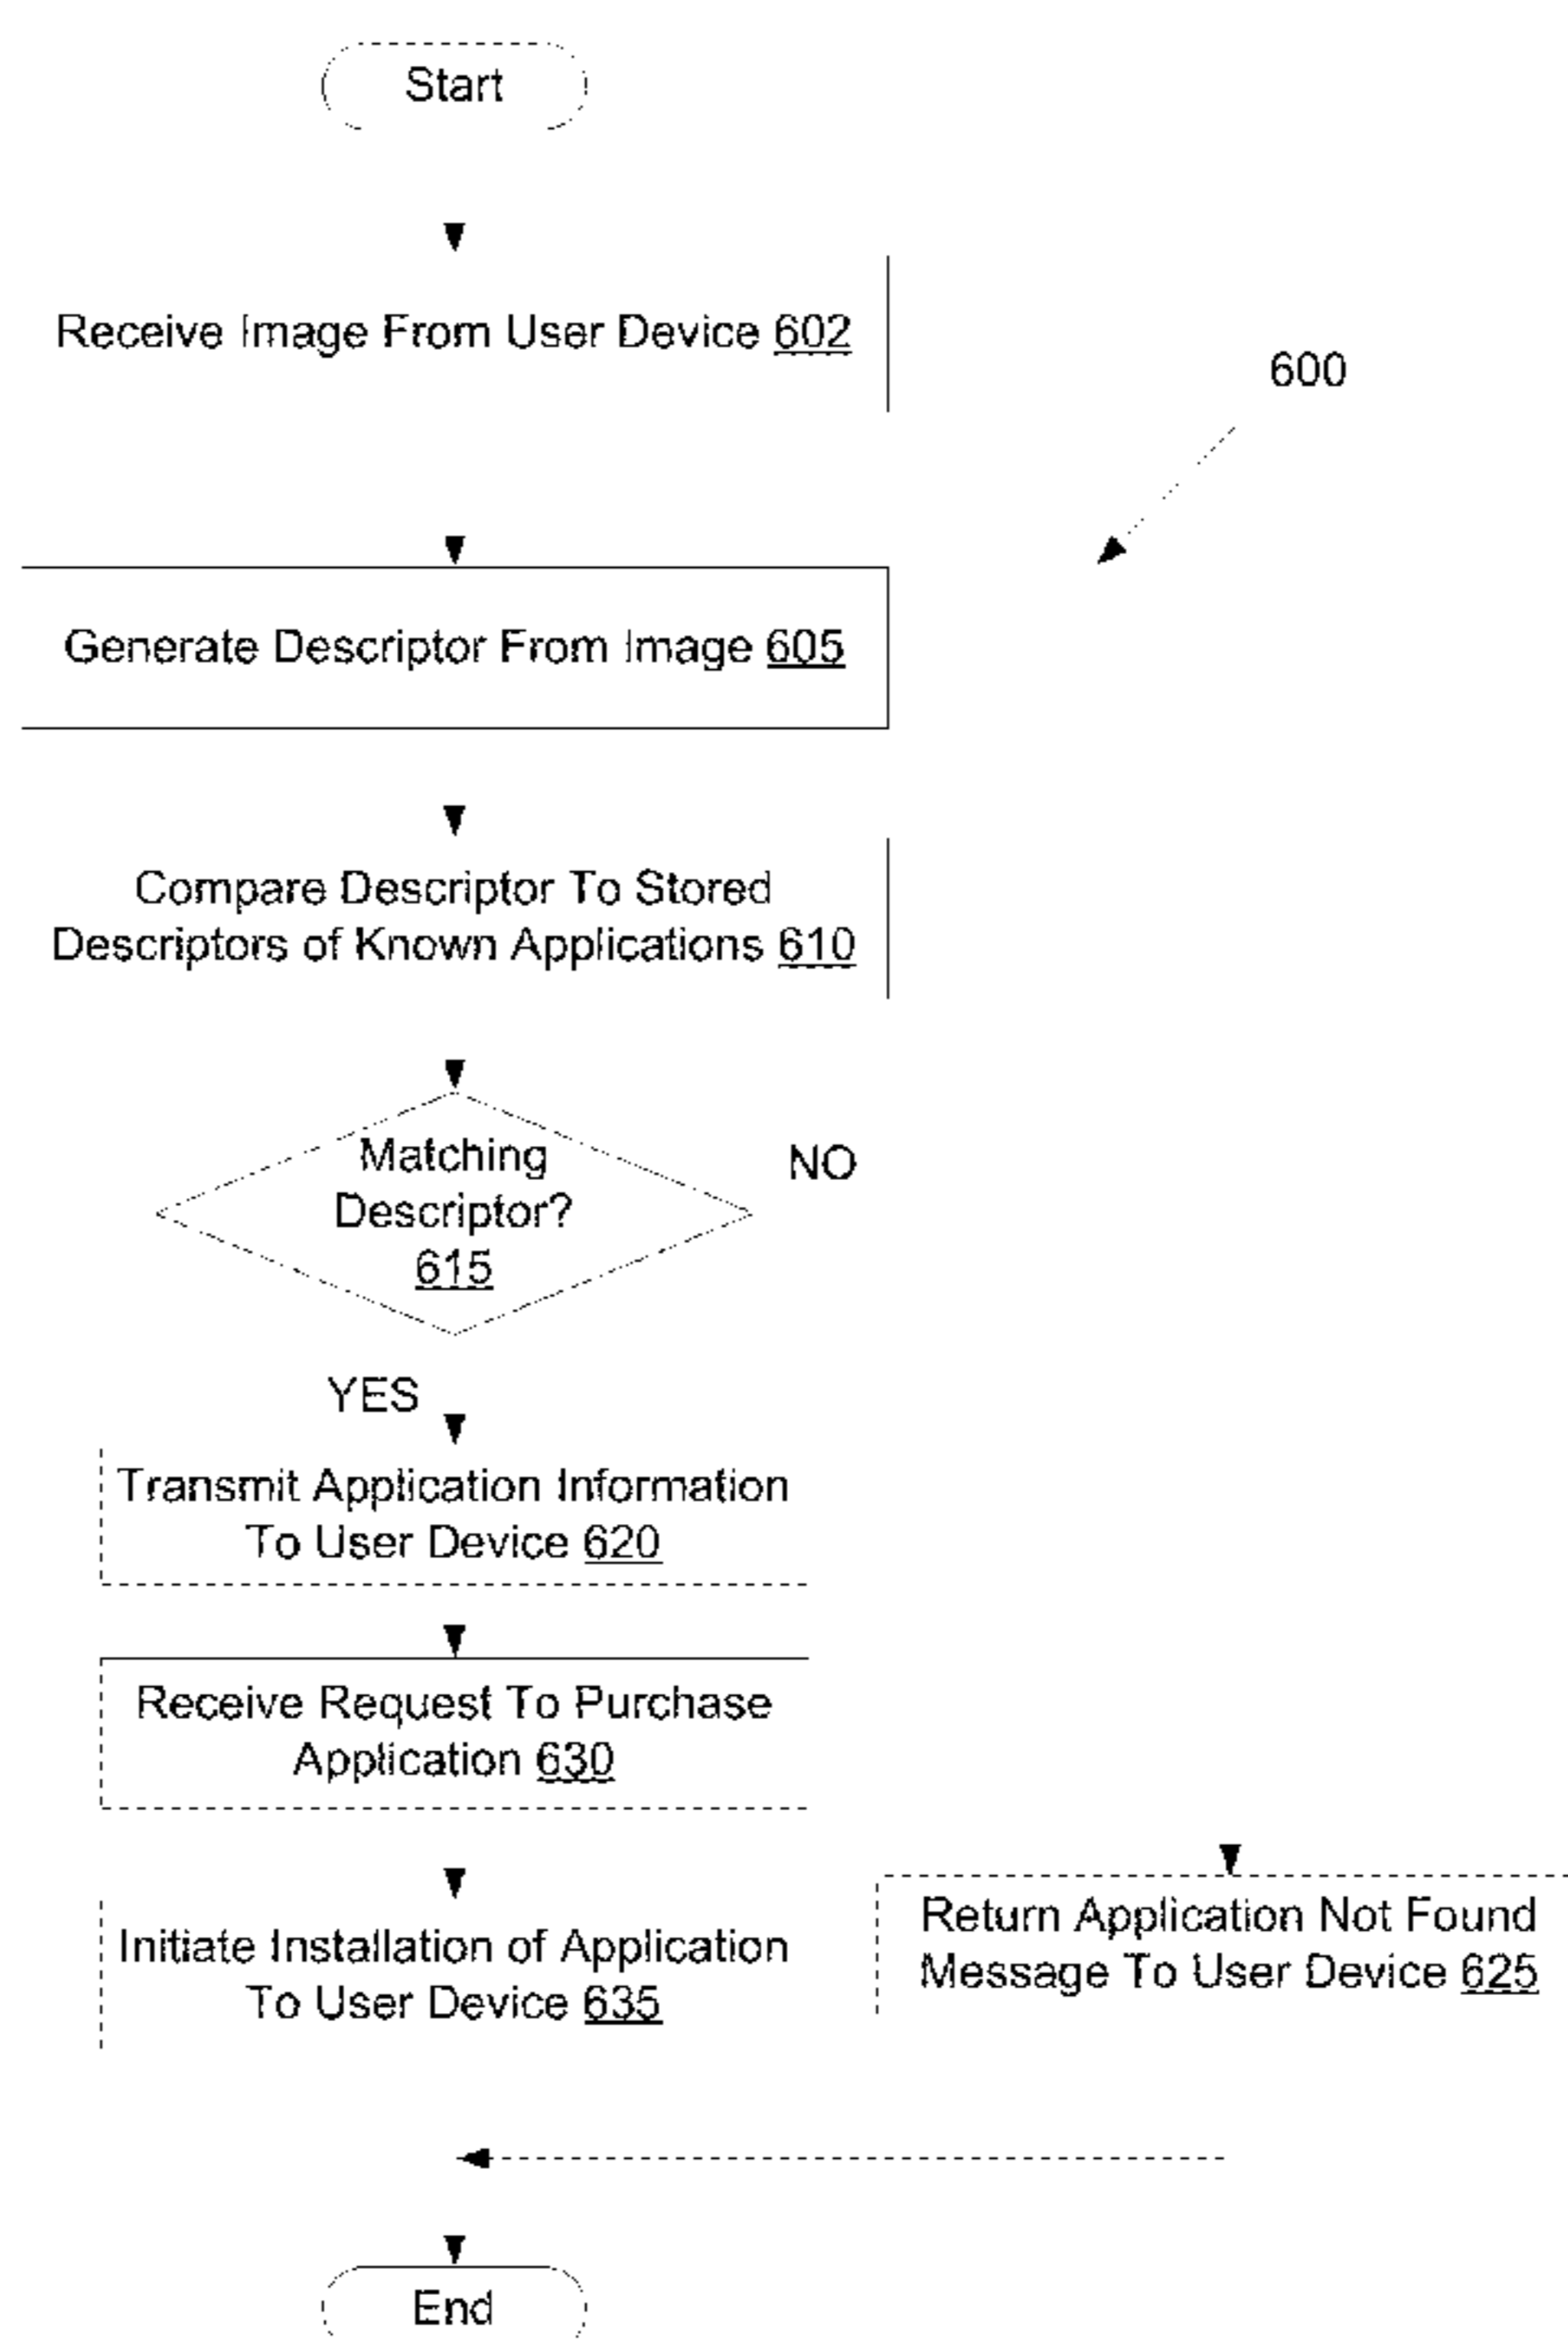 Start
Receive Image From User Device 602
600
Generate Descriptor From Image 605
Compare Descriptor To Stored
Descriptors of Known Applications 610
Matching
Descriptor?
615
NO
YES
Transmit Application Information
To User Device 620
Receive Request To Purchase
Application 630
Initiate Installation of Application
To User Device 635
Return Application Not Found
Message To User Device 625
End